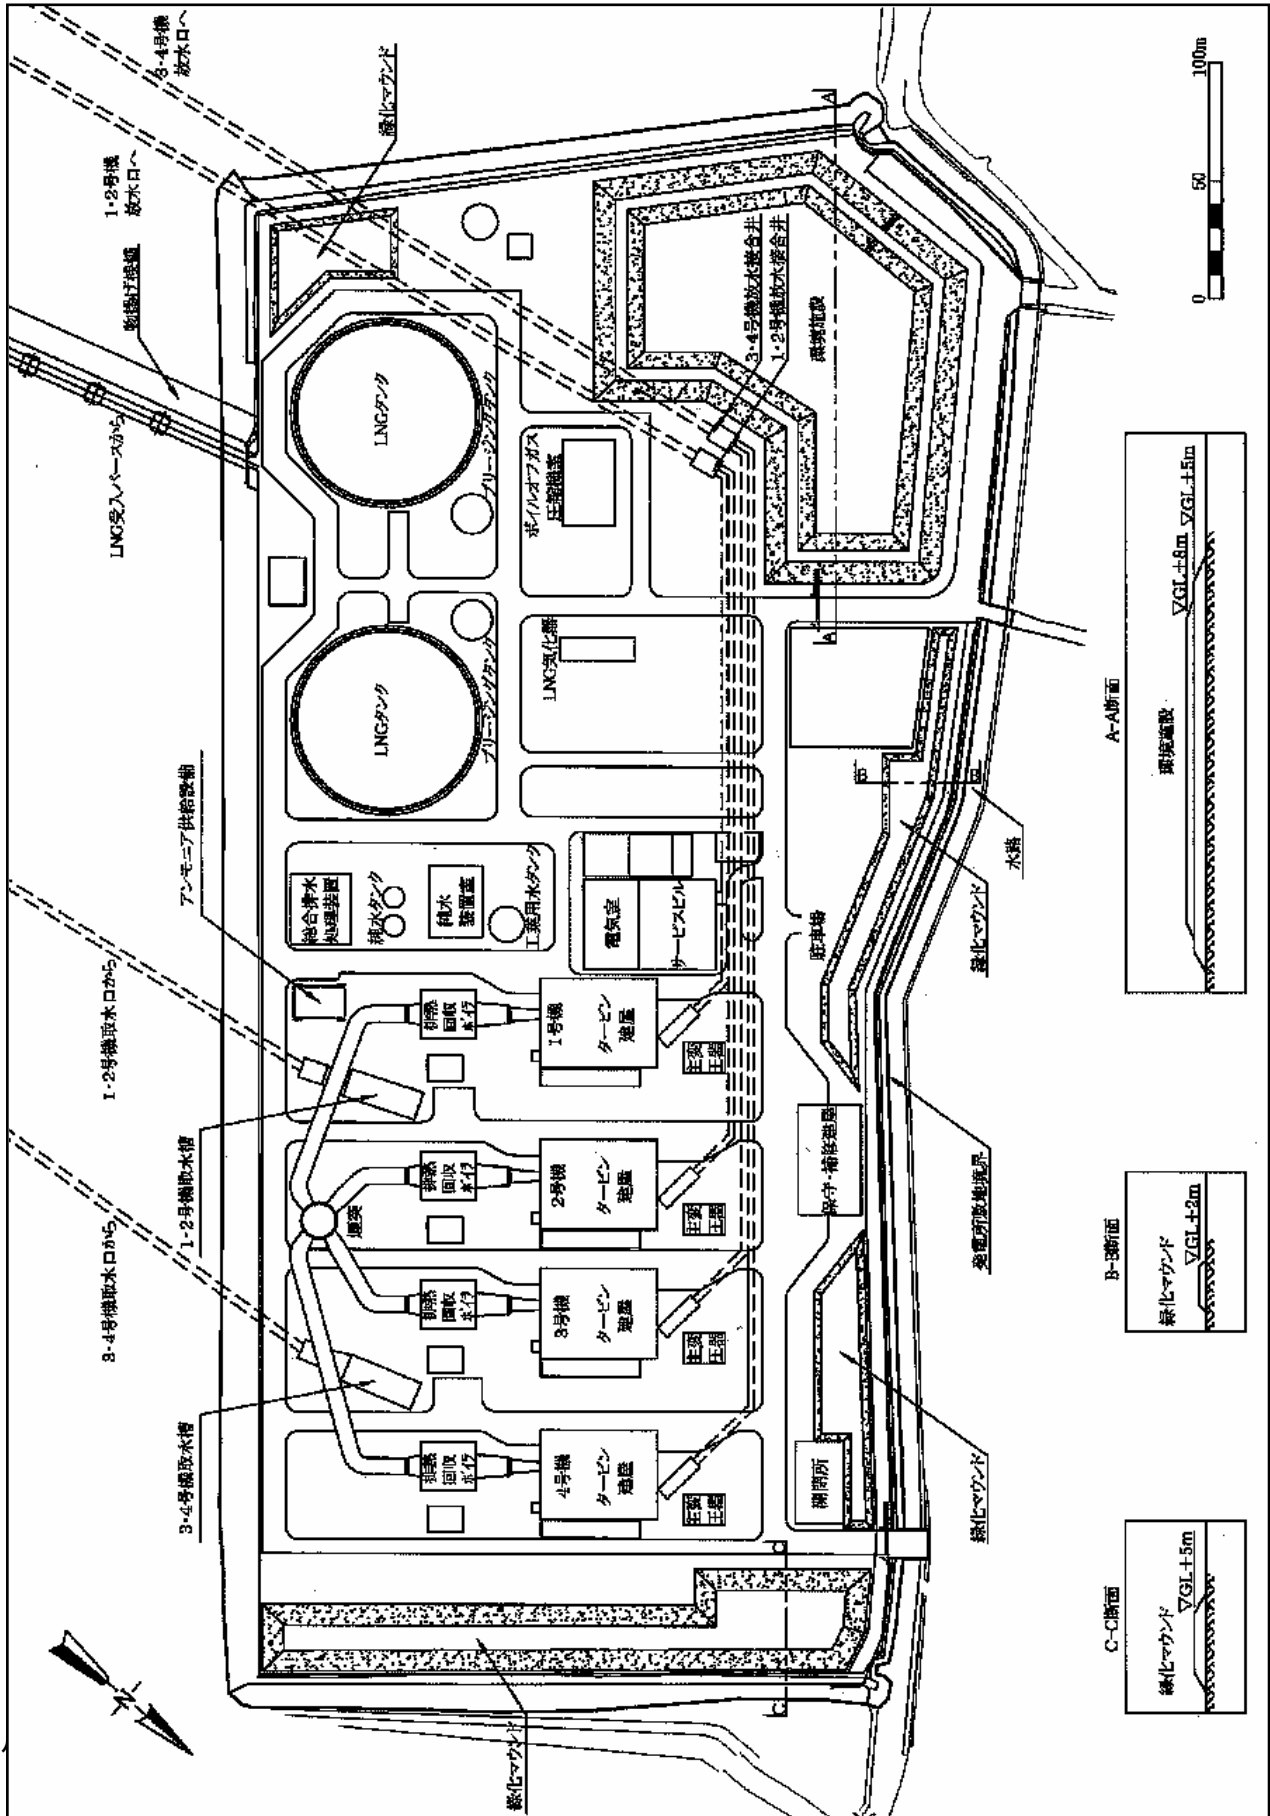 3-4号機
放水口へ
1-2号機
放水口へ
緑化マウンド
物揚げ桟橋
LNG受入バースから
LNGタンク
ブリージングタンク
LNGタンク
ブリージングタンク
ボイルオフガス
圧縮機室
LNG気化器
3-4号機放水接合井
1-2号機放水接合井
環境施設
A
A
アンモニア供給設備
総合排水
処理装置
純水タンク
純水
装置室
工業用水タンク
電気室
サービスビル
駐車場
B
B
水路
緑化マウンド
1-2号機取水口から
1-2号機取水槽
3-4号機取水口から
3-4号機取水槽
煙突
排熱
回収
ボイラ
1号機
タービン
建屋
主変
圧器
排熱
回収
ボイラ
2号機
タービン
建屋
主変
圧器
排熱
回収
ボイラ
3号機
タービン
建屋
主変
圧器
排熱
回収
ボイラ
4号機
タービン
建屋
主変
圧器
保守・補修建屋
発電所敷地境界
開閉所
緑化マウンド
C
C
緑化マウンド
N
0
50
100m
C-C断面
緑化マウンド
▽GL+5m
B-B断面
緑化マウンド
▽GL+2m
A-A断面
環境施設
▽GL+8m
▽GL+5m